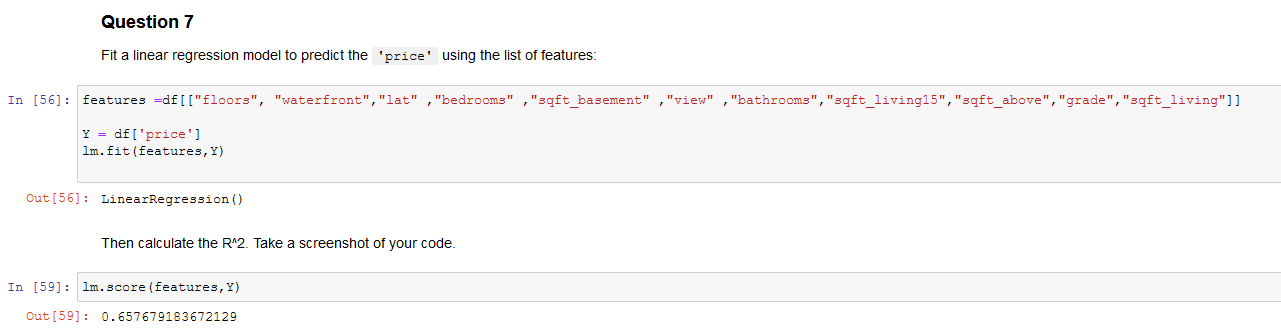 Question 7
Fit a linear regression model to predict the 'price' using the list of features:
In [56]: features =df[["floors", "waterfront","lat" ,"bedrooms" ,"sqft_basement" ,"view" ,"bathrooms","sqft_living15","sqft_above","grade","sqft_living"]]
Y = df['price']
lm.fit(features,Y)
Out[56]: LinearRegression()
Then calculate the R^2. Take a screenshot of your code.
In [59]: lm.score(features,Y)
Out[59]: 0.657679183672129